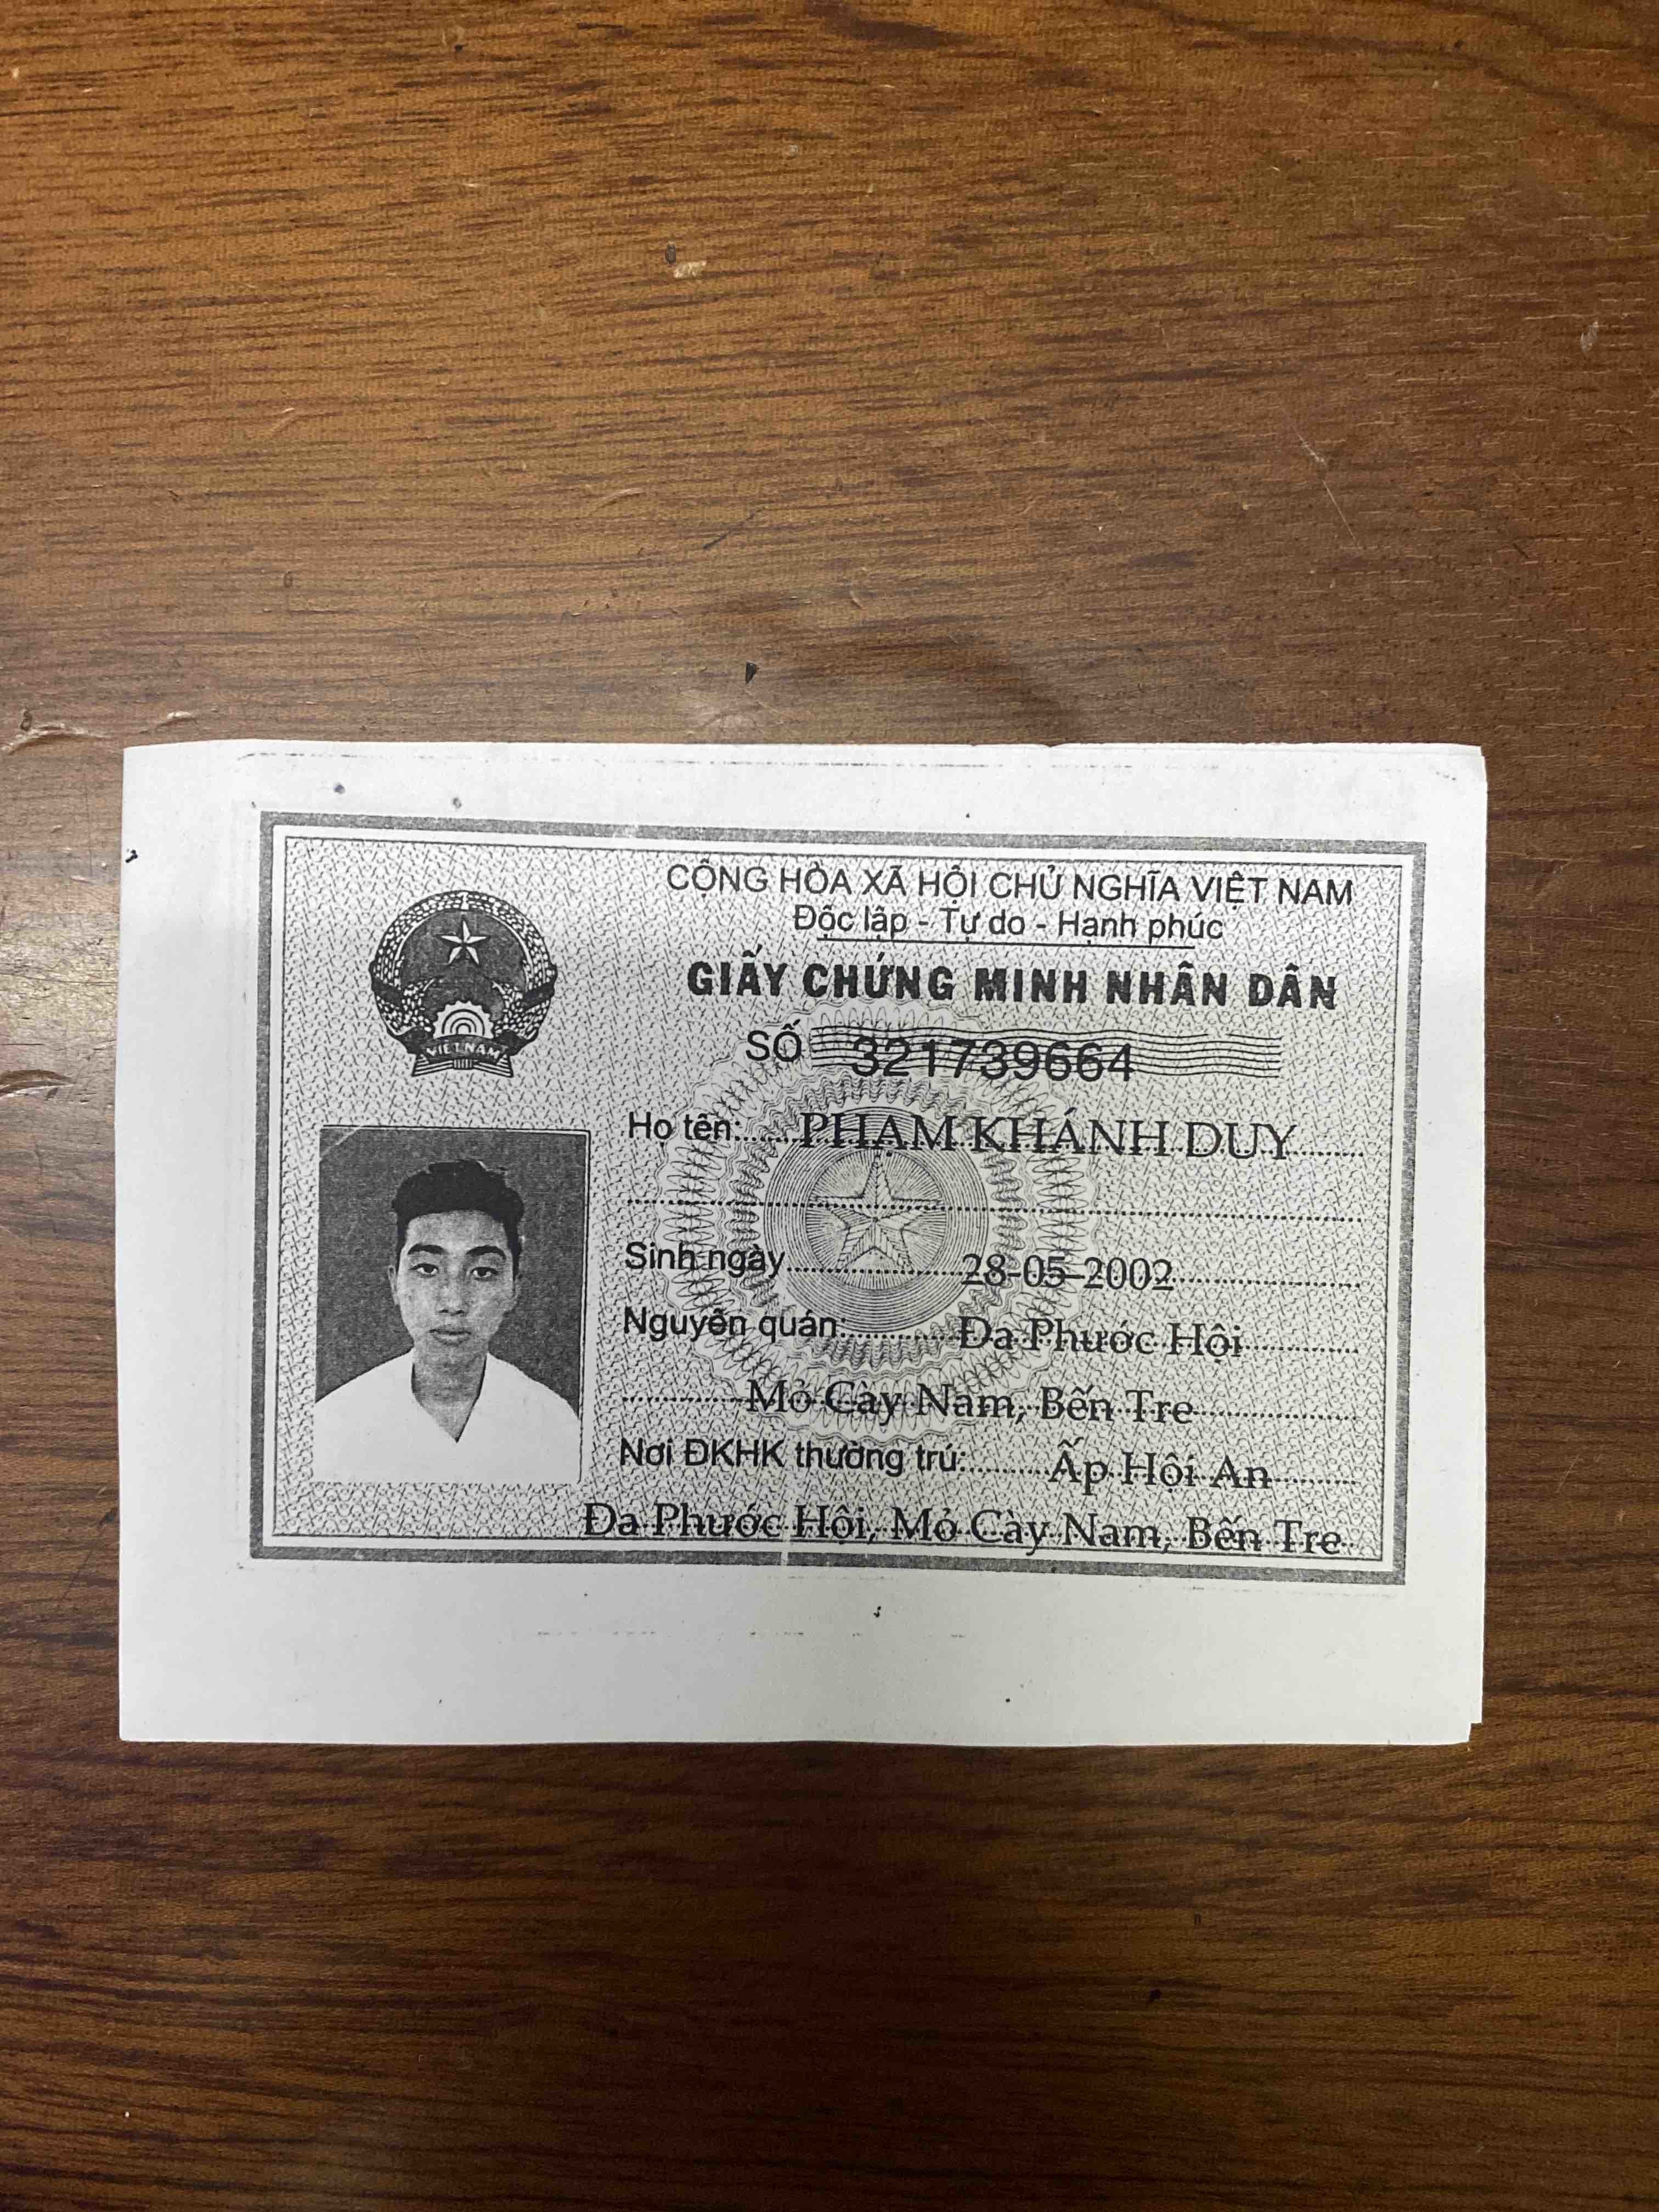 CỘNG HÒA XÃ HỘI CHỦ NGHĨA VIỆT NAM
Độc lập - Tự do - Hạnh phúc
GIẤY CHỨNG MINH NHÂN DÂN
SỐ 321739664
VIỆT NAM
Họ tên: PHẠM KHÁNH DUY
Sinh ngày 28-05-2002
Nguyên quán: Đa Phước Hội
Mỏ Cày Nam, Bến Tre
Nơi ĐKHK thường trú: Ấp Hội An
Đa Phước Hội, Mỏ Cày Nam, Bến Tre